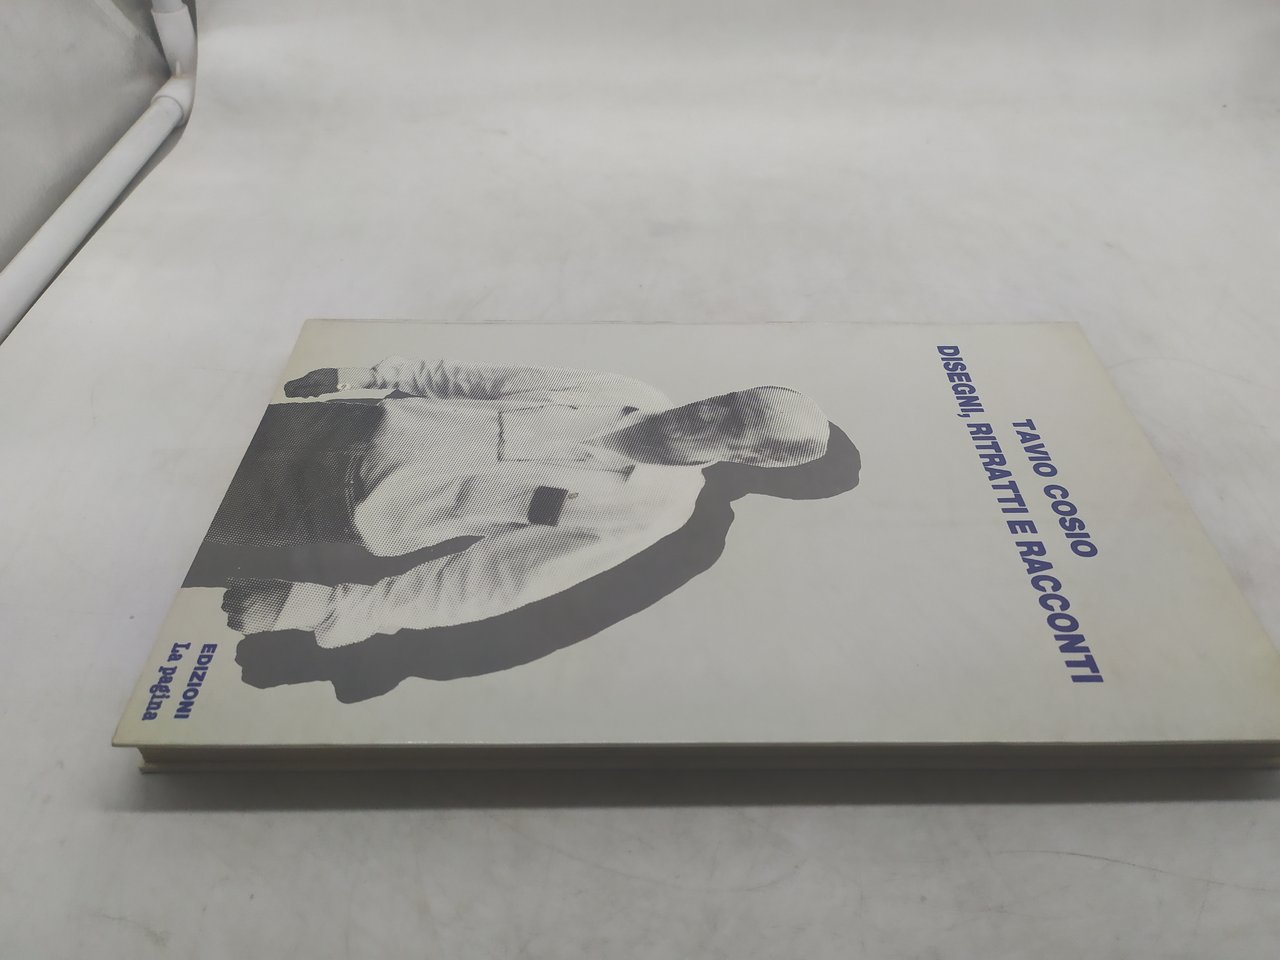 TAVIO COSIO
DISEGNI, RITRATTI E RACCONTI
EDIZIONI
La pagina